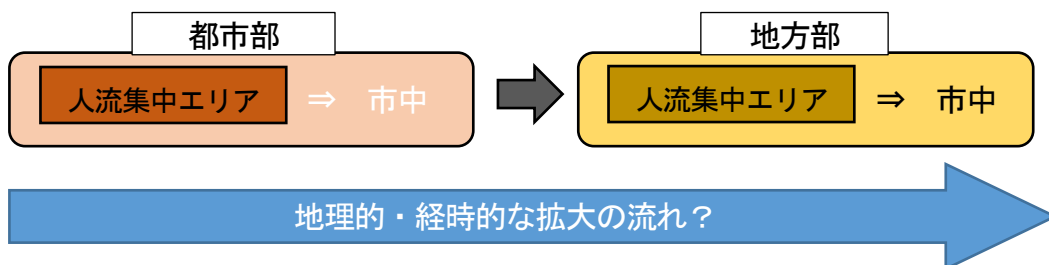 都市部
人流集中エリア ⇒ 市中
地方部
人流集中エリア ⇒ 市中
地理的・経時的な拡大の流れ？